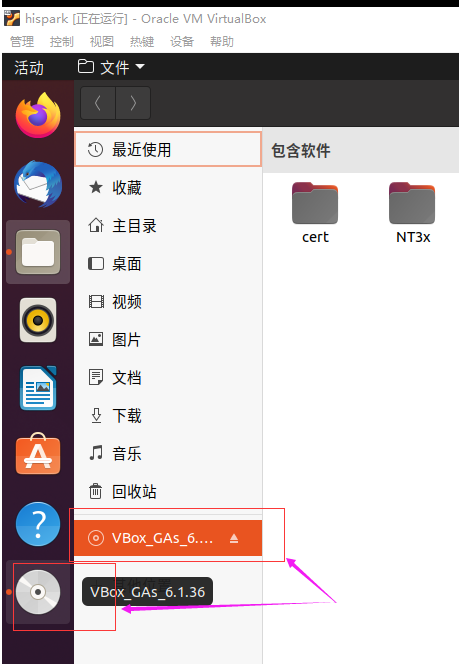 hispark [正在运行] - Oracle VM VirtualBox
管理 控制 视图 热键 设备 帮助
活动 文件
最近使用
包含软件
收藏
cert NT3x
主目录
桌面
视频
图片
文档
下载
音乐
回收站
VBox_GAs_6.…
VBox_GAs_6.1.36